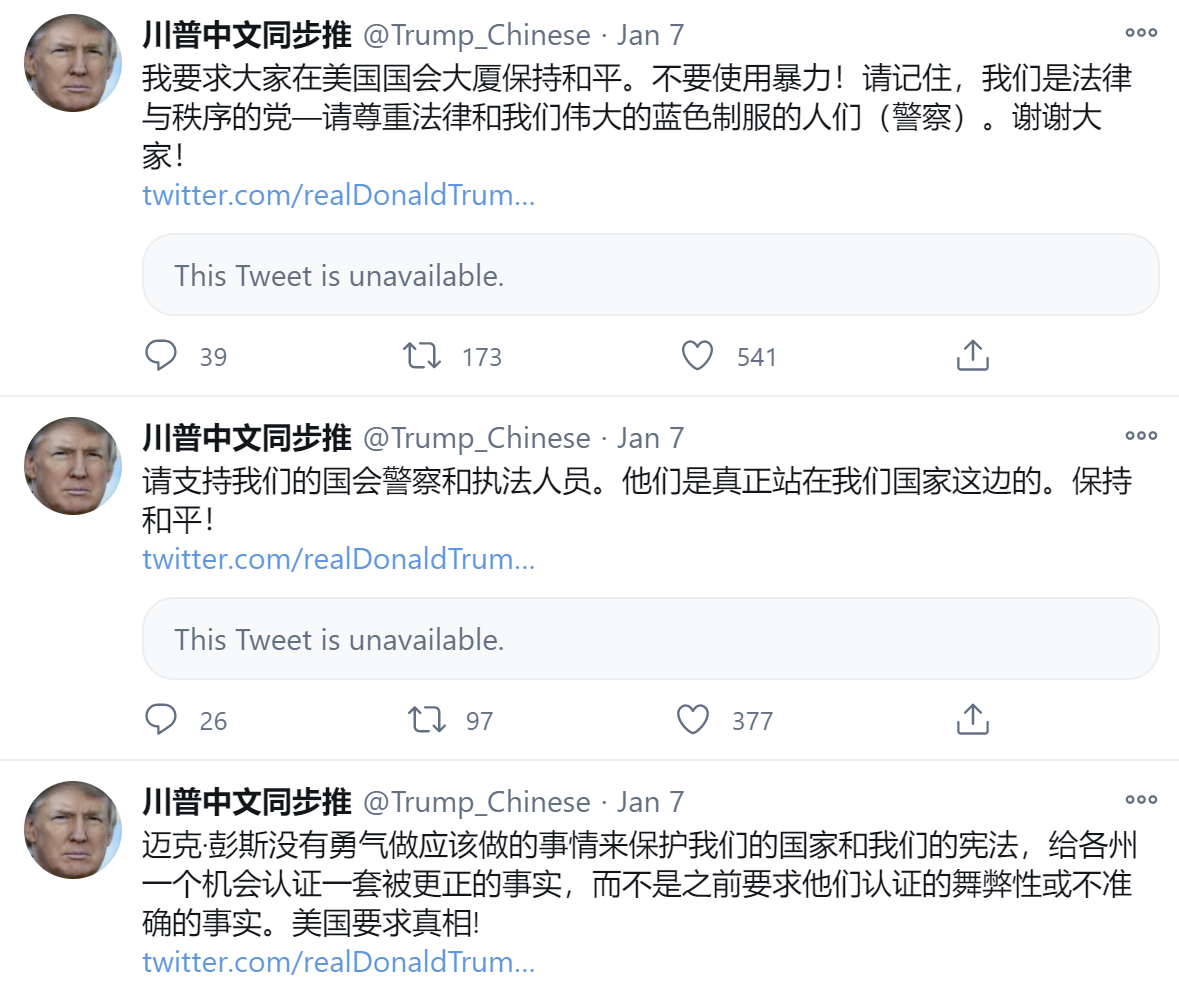 川普中文同步推 @Trump_Chinese · Jan 7
我要求大家在美国国会大厦保持和平。不要使用暴力！请记住，我们是法律
与秩序的党—请尊重法律和我们伟大的蓝色制服的人们（警察）。谢谢大
家！
twitter.com/realDonaldTrum…
This Tweet is unavailable.
39 173 541
川普中文同步推 @Trump_Chinese · Jan 7
请支持我们的国会警察和执法人员。他们是真正站在我们国家这边的。保持
和平！
twitter.com/realDonaldTrum…
This Tweet is unavailable.
26 97 377
川普中文同步推 @Trump_Chinese · Jan 7
迈克·彭斯没有勇气做应该做的事情来保护我们的国家和我们的宪法，给各州
一个机会认证一套被更正的事实，而不是之前要求他们认证的舞弊性或不准
确的事实。美国要求真相!
twitter.com/realDonaldTrum…